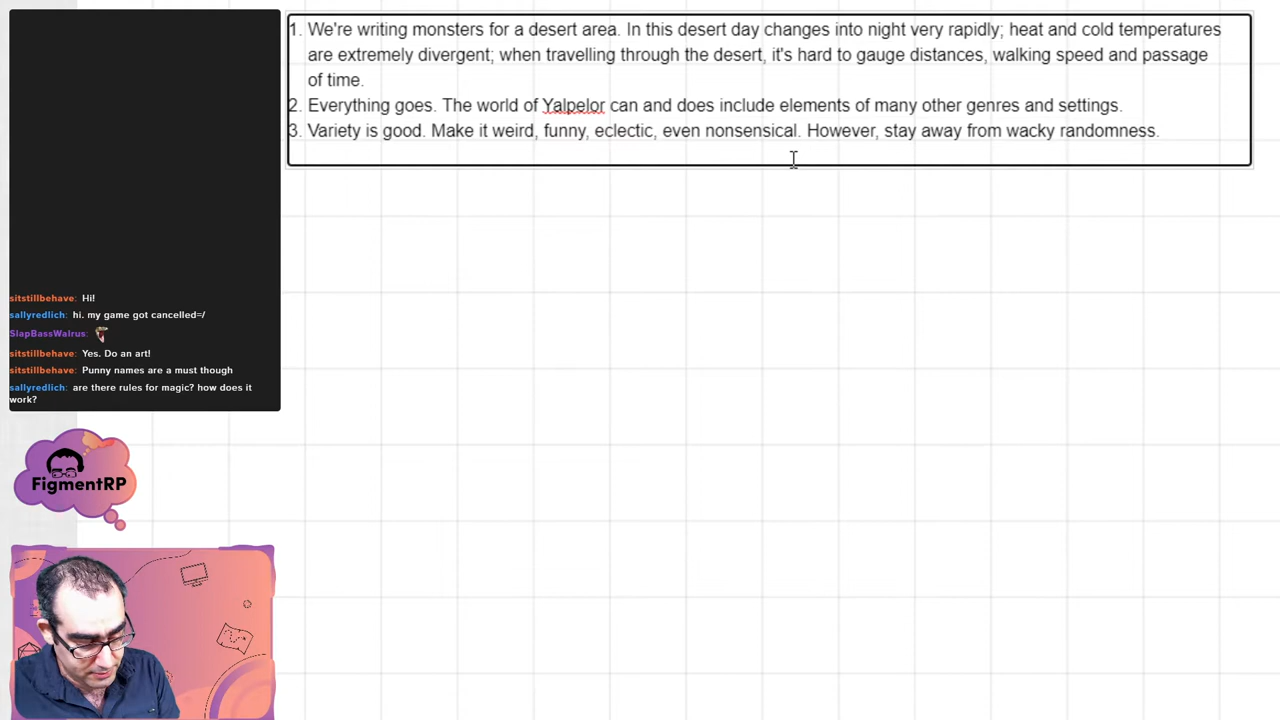 1. We're writing monsters for a desert area. In this desert day changes into night very rapidly; heat and cold temperatures
are extremely divergent; when travelling through the desert, it's hard to gauge distances, walking speed and passage
of time.
2. Everything goes. The world of Yalpelor can and does include elements of many other genres and settings.
3. Variety is good. Make it weird, funny, eclectic, even nonsensical. However, stay away from wacky randomness.
sitstillbehave: Hi!
sallyredlich: hi. my game got cancelled=/
SlapBassWalrus:
sitstillbehave: Yes. Do an art!
sitstillbehave: Punny names are a must though
sallyredlich: are there rules for magic? how does it
work?
FigmentRP